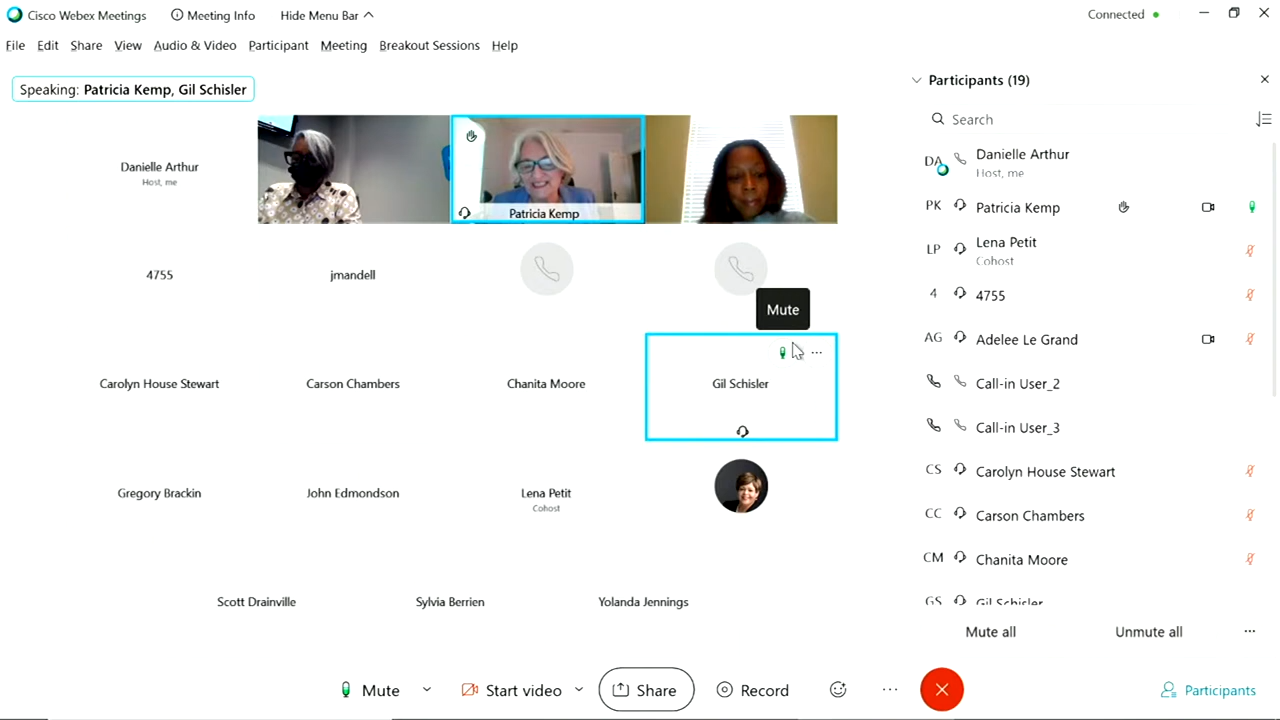 Cisco Webex Meetings
Meeting Info
Hide Menu Bar
Connected
File Edit Share View Audio & Video Participant Meeting Breakout Sessions Help
Speaking: Patricia Kemp, Gil Schisler
Danielle Arthur
Host, me
Patricia Kemp
4755
jmandell
Mute
Carolyn House Stewart
Carson Chambers
Chanita Moore
Gil Schisler
Gregory Brackin
John Edmondson
Lena Petit
Cohost
Scott Drainville
Sylvia Berrien
Yolanda Jennings
Participants (19)
Search
DA Danielle Arthur
Host, me
PK Patricia Kemp
LP Lena Petit
Cohost
4 4755
AG Adelee Le Grand
Call-in User_2
Call-in User_3
CS Carolyn House Stewart
CC Carson Chambers
CM Chanita Moore
GS Gil Schisler
Mute all Unmute all ...
Mute Start video Share Record ... Participants